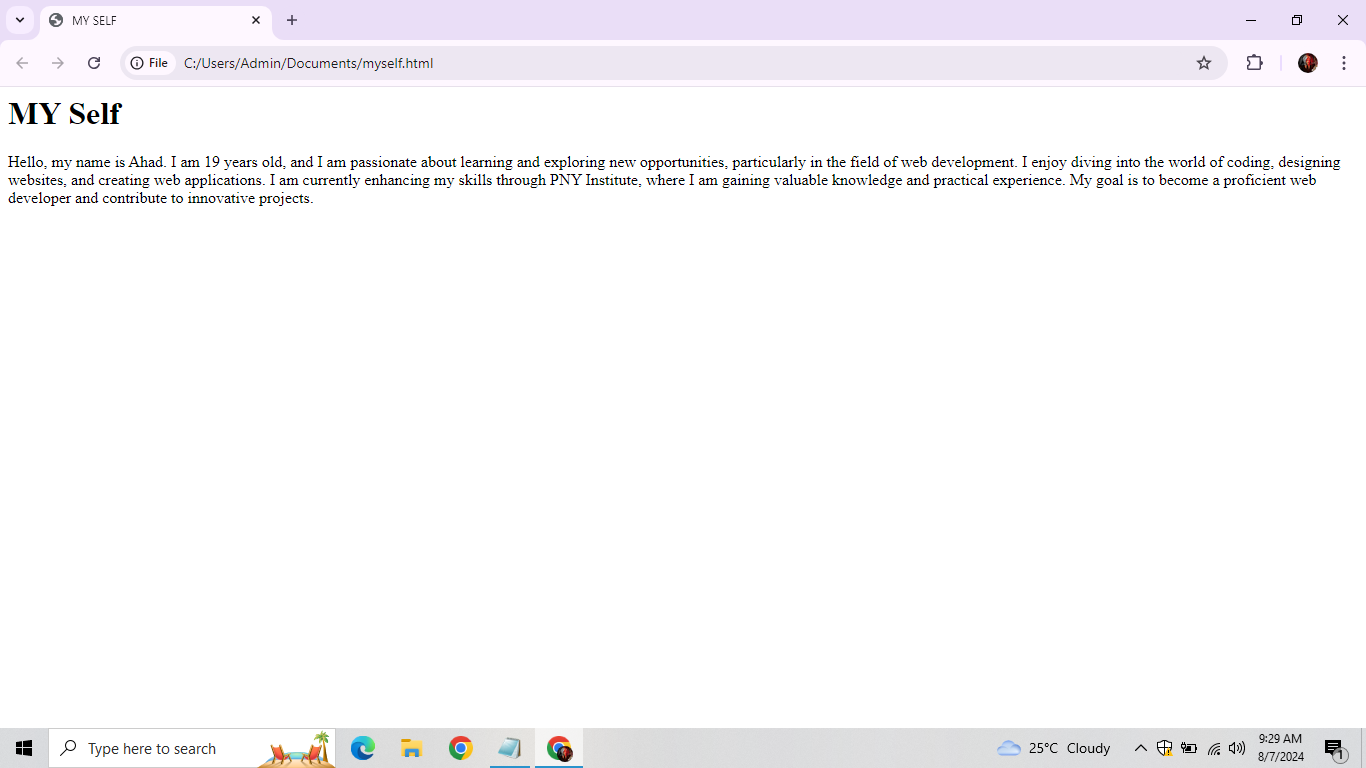 MY SELF
File
C:/Users/Admin/Documents/myself.html
MY Self
Hello, my name is Ahad. I am 19 years old, and I am passionate about learning and exploring new opportunities, particularly in the field of web development. I enjoy diving into the world of coding, designing
websites, and creating web applications. I am currently enhancing my skills through PNY Institute, where I am gaining valuable knowledge and practical experience. My goal is to become a proficient web
developer and contribute to innovative projects.
Type here to search
25°C Cloudy
9:29 AM
8/7/2024
1